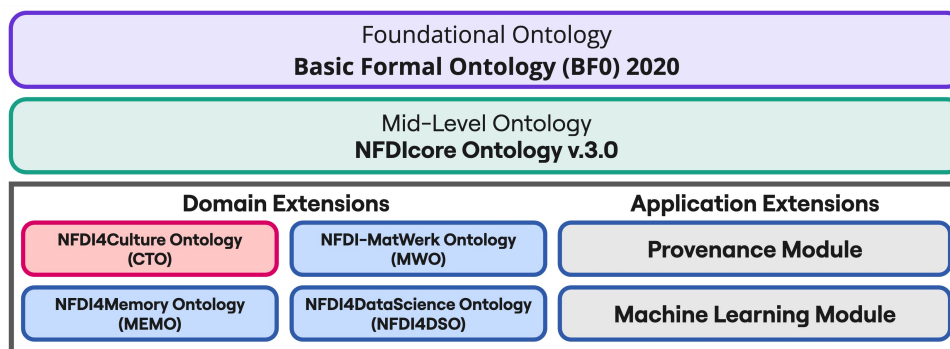 Foundational Ontology
Basic Formal Ontology (BF0) 2020
Mid-Level Ontology
NFDIcore Ontology v.3.0
Domain Extensions
Application Extensions
NFDI4Culture Ontology
(CTO)
NFDI-MatWerk Ontology
(MWO)
Provenance Module
NFDI4Memory Ontology
(MEMO)
NFDI4DataScience Ontology
(NFDI4DSO)
Machine Learning Module